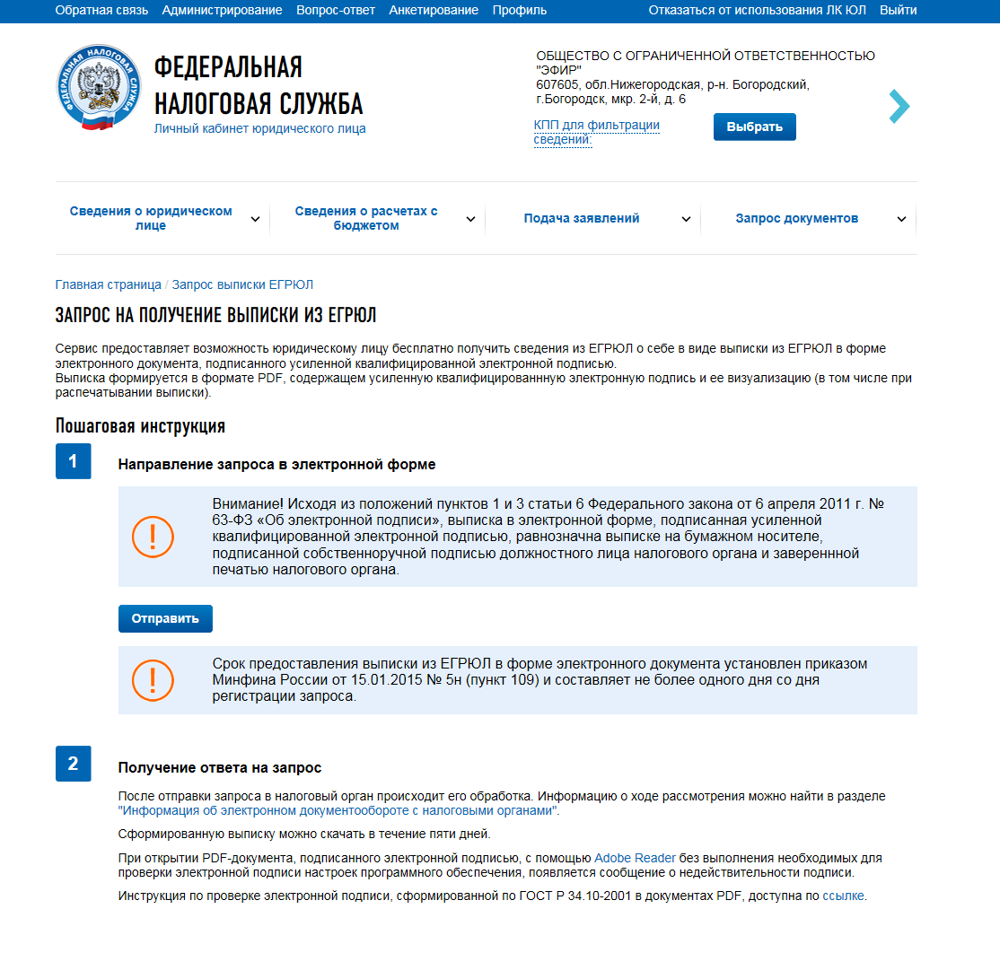 Обратная связь Администрирование Вопрос-ответ Анкетирование Профиль Отказаться от использования ЛК ЮЛ Выйти
ФЕДЕРАЛЬНАЯ НАЛОГОВАЯ СЛУЖБА
ФЕДЕРАЛЬНАЯ
НАЛОГОВАЯ СЛУЖБА
Личный кабинет юридического лица
ОБЩЕСТВО С ОГРАНИЧЕННОЙ ОТВЕТСТВЕННОСТЬЮ
"ЭФИР"
607605, обл.Нижегородская, р-н. Богородский,
г.Богородск, мкр. 2-й, д. 6
КПП для фильтрации
сведений:
Выбрать
Сведения о юридическом
лице
Сведения о расчетах с
бюджетом
Подача заявлений
Запрос документов
Главная страница / Запрос выписки ЕГРЮЛ
ЗАПРОС НА ПОЛУЧЕНИЕ ВЫПИСКИ ИЗ ЕГРЮЛ
Сервис предоставляет возможность юридическому лицу бесплатно получить сведения из ЕГРЮЛ о себе в виде выписки из ЕГРЮЛ в форме
электронного документа, подписанного усиленной квалифицированной электронной подписью.
Выписка формируется в формате PDF, содержащем усиленную квалифицированнную электронную подпись и ее визуализацию (в том числе при
распечатывании выписки).
Пошаговая инструкция
1
Направление запроса в электронной форме
Внимание! Исходя из положений пунктов 1 и 3 статьи 6 Федерального закона от 6 апреля 2011 г. №
63-ФЗ «Об электронной подписи», выписка в электронной форме, подписанная усиленной
квалифицированной электронной подписью, равнозначна выписке на бумажном носителе,
подписанной собственноручной подписью должностного лица налогового органа и заверенной
печатью налогового органа.
Отправить
Срок предоставления выписки из ЕГРЮЛ в форме электронного документа установлен приказом
Минфина России от 15.01.2015 № 5н (пункт 109) и составляет не более одного дня со дня
регистрации запроса.
2
Получение ответа на запрос
После отправки запроса в налоговый орган происходит его обработка. Информацию о ходе рассмотрения можно найти в разделе
"Информация об электронном документообороте с налоговыми органами".
Сформированную выписку можно скачать в течение пяти дней.
При открытии PDF-документа, подписанного электронной подписью, с помощью Adobe Reader без выполнения необходимых для
проверки электронной подписи настроек программного обеспечения, появляется сообщение о недействительности подписи.
Инструкция по проверке электронной подписи, сформированной по ГОСТ Р 34.10-2001 в документах PDF, доступна по ссылке.